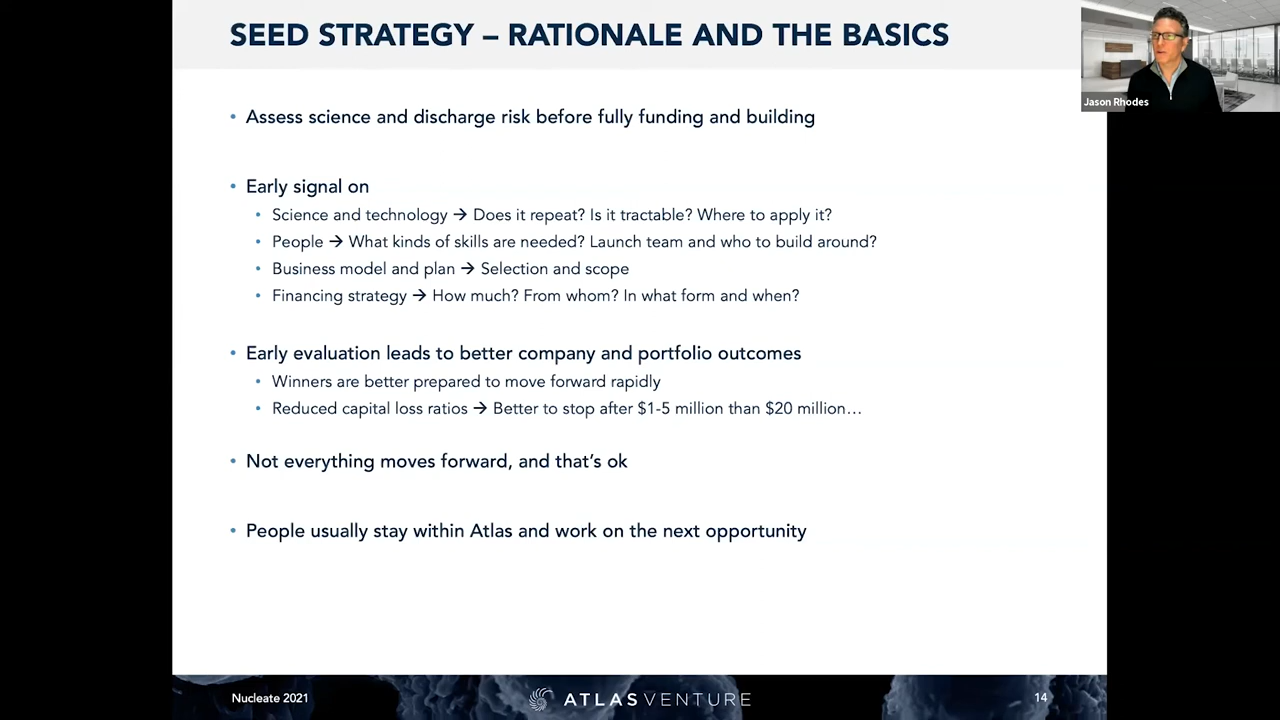 SEED STRATEGY – RATIONALE AND THE BASICS
Jason Rhodes
• Assess science and discharge risk before fully funding and building
• Early signal on
• Science and technology → Does it repeat? Is it tractable? Where to apply it?
• People → What kinds of skills are needed? Launch team and who to build around?
• Business model and plan → Selection and scope
• Financing strategy → How much? From whom? In what form and when?
• Early evaluation leads to better company and portfolio outcomes
• Winners are better prepared to move forward rapidly
• Reduced capital loss ratios → Better to stop after $1-5 million than $20 million…
• Not everything moves forward, and that’s ok
• People usually stay within Atlas and work on the next opportunity
Nucleate 2021
ATLAS VENTURE
14